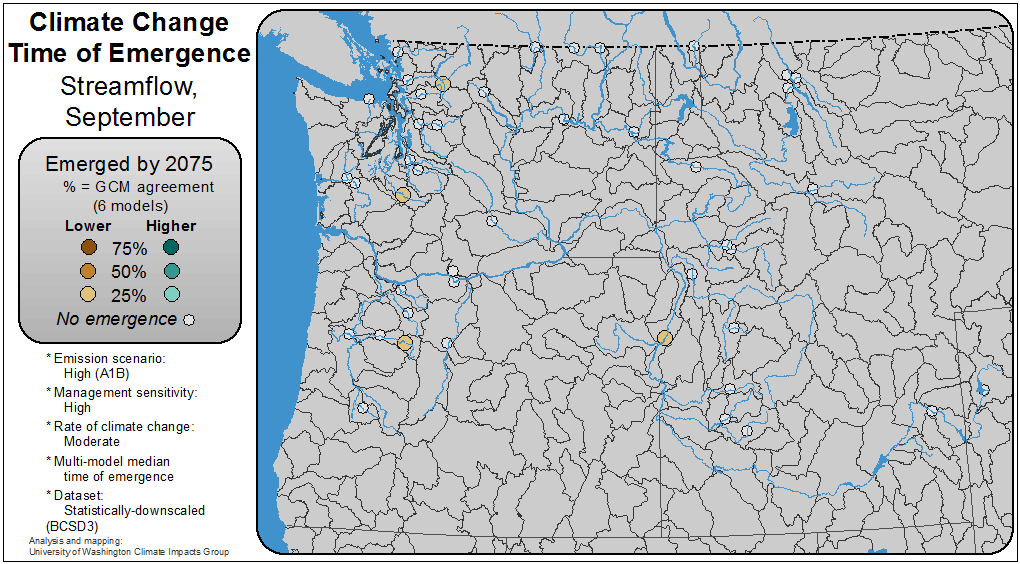 Climate Change
Time of Emergence
Streamflow,
September
Emerged by 2075
% = GCM agreement
(6 models)
Lower Higher
75%
50%
25%
No emergence
* Emission scenario:
High (A1B)
* Management sensitivity:
High
* Rate of climate change:
Moderate
* Multi-model median
time of emergence
* Dataset:
Statistically-downscaled
(BCSD3)
Analysis and mapping:
University of Washington Climate Impacts Group